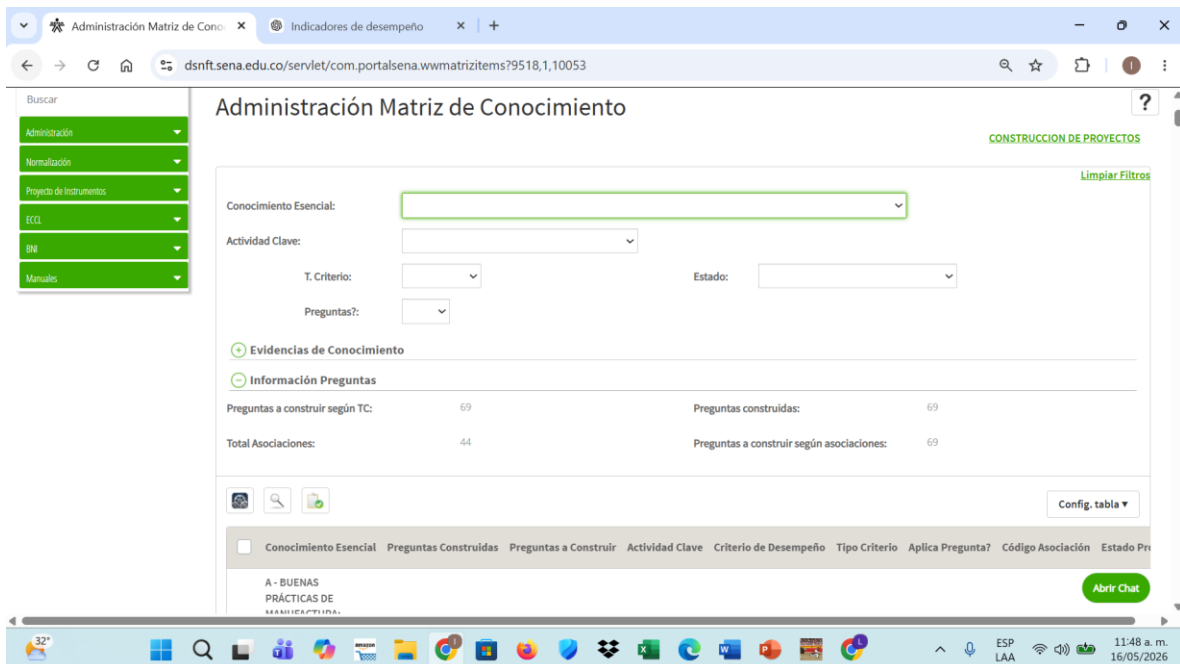 Administración Matriz de Cono
Indicadores de desempeño
dsnft.sena.edu.co/servlet/com.portalsena.wwmatrizitems?9518,1,10053
I
Buscar
Administración
Normalización
Proyecto de Instrumentos
ECCL
BNI
Manuales
Administración Matriz de Conocimiento
?
CONSTRUCCION DE PROYECTOS
Limpiar Filtros
Conocimiento Esencial:
Actividad Clave:
T. Criterio:
Estado:
Preguntas?:
Evidencias de Conocimiento
Información Preguntas
Preguntas a construir según TC: 69 Preguntas construidas: 69
Total Asociaciones: 44 Preguntas a construir según asociaciones: 69
Config. tabla
Conocimiento Esencial Preguntas Construidas Preguntas a Construir Actividad Clave Criterio de Desempeño Tipo Criterio Aplica Pregunta? Código Asociación Estado Pr
A - BUENAS
PRÁCTICAS DE
MANUFACTURA:
Abrir Chat
32°
amazon
ESP
LAA
11:48 a. m.
16/05/2026